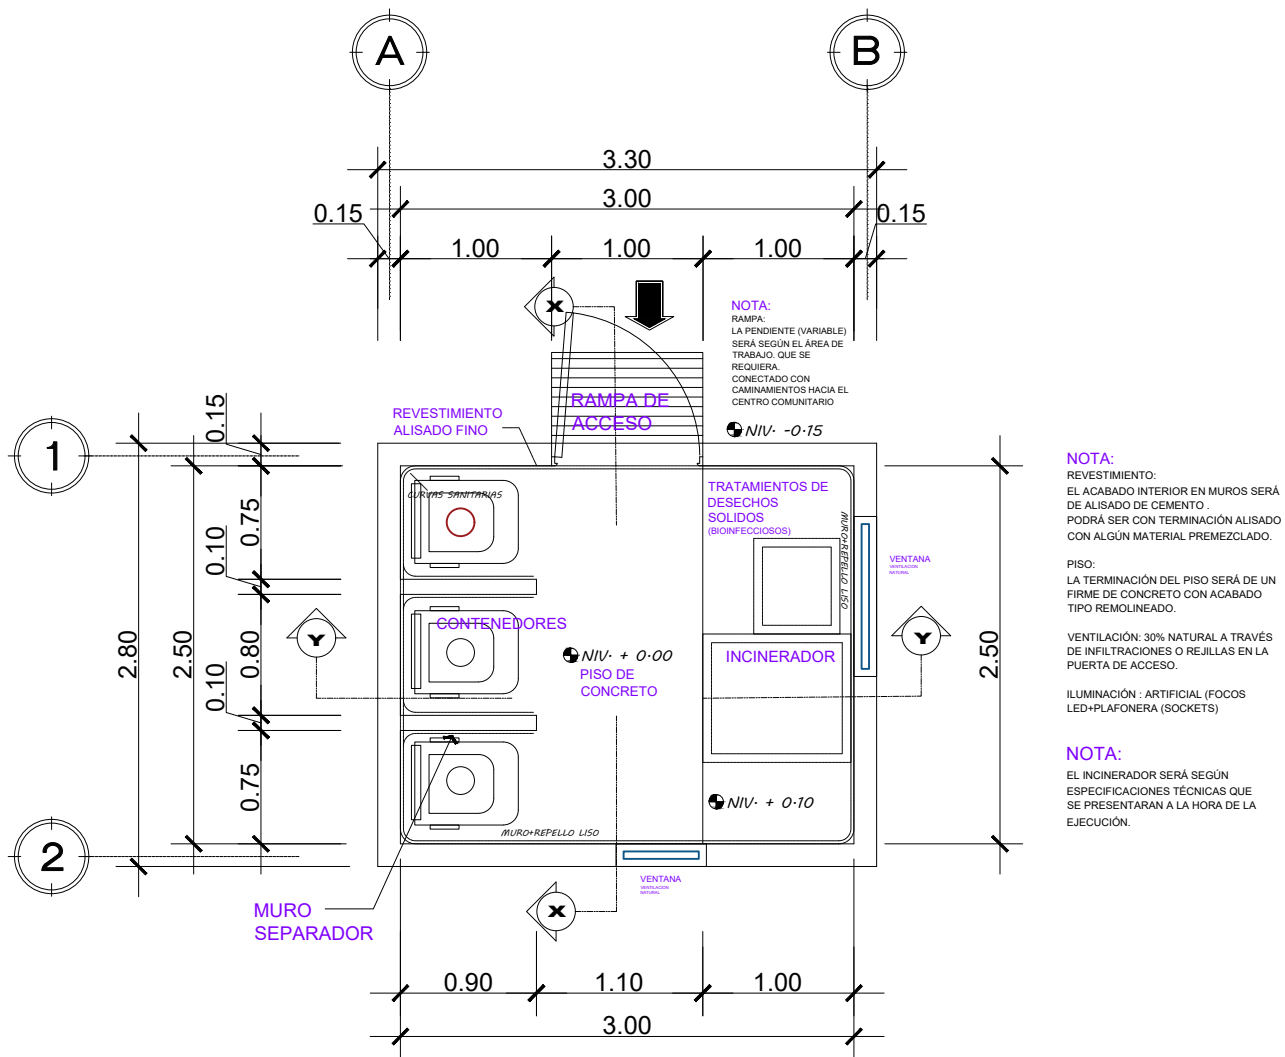 A
B
3.30
3.00
0.15
0.15
1.00
1.00
1.00
X
NOTA:
RAMPA:
LA PENDIENTE (VARIABLE)
SERÁ SEGÚN EL ÁREA DE
TRABAJO. QUE SE
REQUIERA.
CONECTADO CON
CAMINAMIENTOS HACIA EL
CENTRO COMUNITARIO
RAMPA DE
ACCESO
REVESTIMIENTO
ALISADO FINO
NIV. -0.15
1
0.15
0.75
0.10
0.80
0.10
0.75
2.80
2.50
2.50
CURVAS SANITARIAS
TRATAMIENTOS DE
DESECHOS
SOLIDOS
(BIOINFECCIOSOS)
MURO+REPELLO LISO
VENTANA
VENTILACION
NATURAL
NOTA:
REVESTIMIENTO:
EL ACABADO INTERIOR EN MUROS SERÁ
DE ALISADO DE CEMENTO .
PODRÁ SER CON TERMINACIÓN ALISADO
CON ALGÚN MATERIAL PREMEZCLADO.
PISO:
LA TERMINACIÓN DEL PISO SERÁ DE UN
FIRME DE CONCRETO CON ACABADO
TIPO REMOLINEADO.
VENTILACIÓN: 30% NATURAL A TRAVÉS
DE INFILTRACIONES O REJILLAS EN LA
PUERTA DE ACCESO.
ILUMINACIÓN : ARTIFICIAL (FOCOS
LED+PLAFONERA (SOCKETS)
NOTA:
EL INCINERADOR SERÁ SEGÚN
ESPECIFICACIONES TÉCNICAS QUE
SE PRESENTARAN A LA HORA DE LA
EJECUCIÓN.
Y
CONTENEDORES
NIV. + 0.00
PISO DE
CONCRETO
INCINERADOR
Y
NIV. + 0.10
MURO+REPELLO LISO
2
VENTANA
VENTILACION
NATURAL
MURO
SEPARADOR
X
0.90
1.10
1.00
3.00